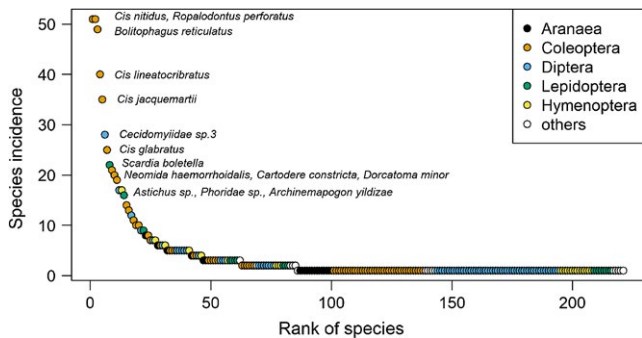 Cis nitidus, Ropalodontus perforatus
Bolitophagus reticulatus
Cis lineatocribratus
Cis jacquemartii
Cecidomyiidae sp.3
Cis glabratus
Scardia boletella
Neomida haemorrhoidalis, Cartodere constricta, Dorcatoma minor
Astichus sp., Phoridae sp., Archinemapogon yildizae
Aranaea
Coleoptera
Diptera
Lepidoptera
Hymenoptera
others
Species incidence
50
40
30
20
10
0
0 50 100 150 200
Rank of species